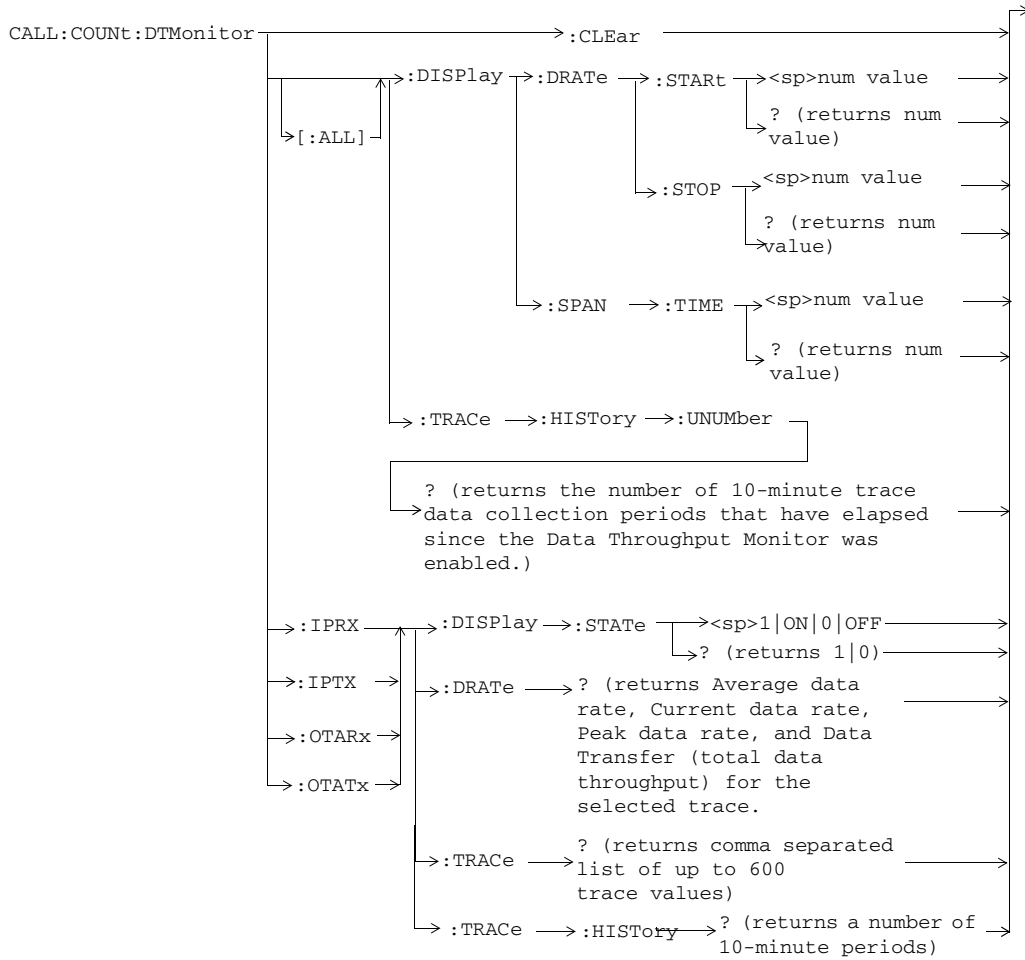 CALL:COUNt:DTMonitor
:CLEar
:DISPlay
:DRATe
:STARt
<sp>num value
? (returns num
value)
[:ALL]
:STOP
<sp>num value
? (returns num
value)
:SPAN
:TIME
<sp>num value
? (returns num
value)
:TRACe
:HISTory
:UNUMber
? (returns the number of 10-minute trace
data collection periods that have elapsed
since the Data Throughput Monitor was
enabled.)
:IPRX
:DISPlay
:STATe
<sp>1|ON|0|OFF
? (returns 1|0)
:IPTX
:DRATe
? (returns Average data
rate, Current data rate,
Peak data rate, and Data
Transfer (total data
throughput) for the
selected trace.
:OTARx
:OTATx
:TRACe
? (returns comma separated
list of up to 600
trace values)
:TRACe
:HISTory
? (returns a number of
10-minute periods)